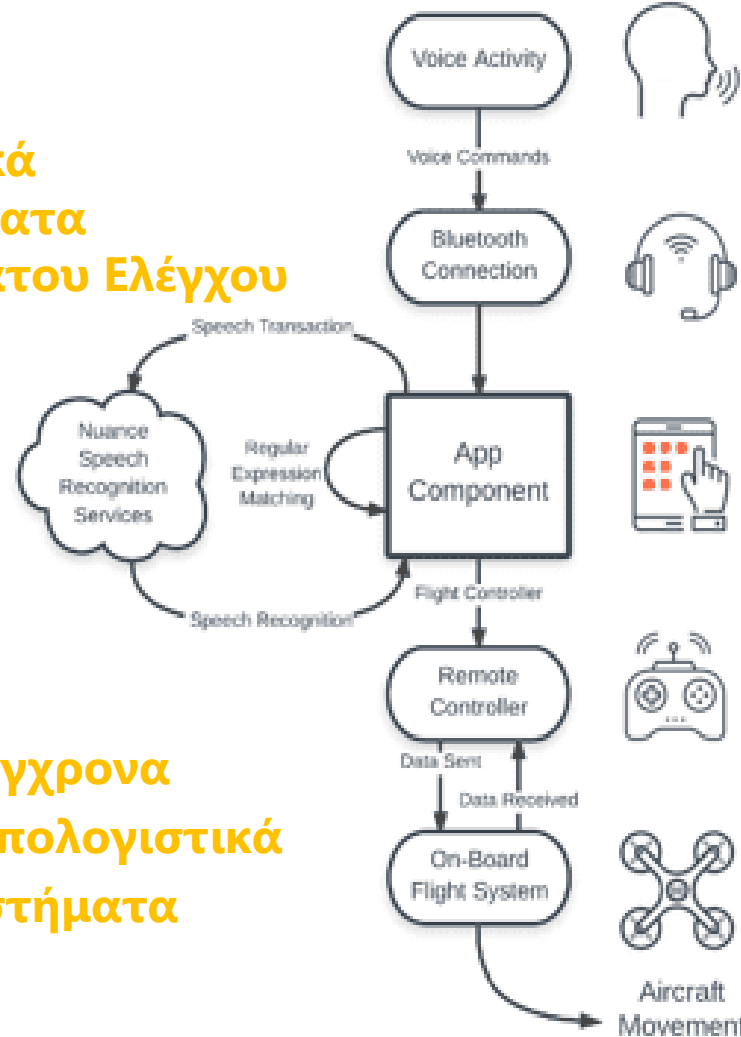 Voice Activity
Voice Commands
κά
ματα
άτου Ελέγχου
Bluetooth
Connection
Speech Transaction
Nuance
Speech
Recognition
Services
Regular
Expression
Matching
App
Component
Speech Recognition
Flight Controller
Remote
Controller
Data Sent
Data Received
γχρονα
πολογιστικά
στήματα
On-Board
Flight System
Aircraft
Movement